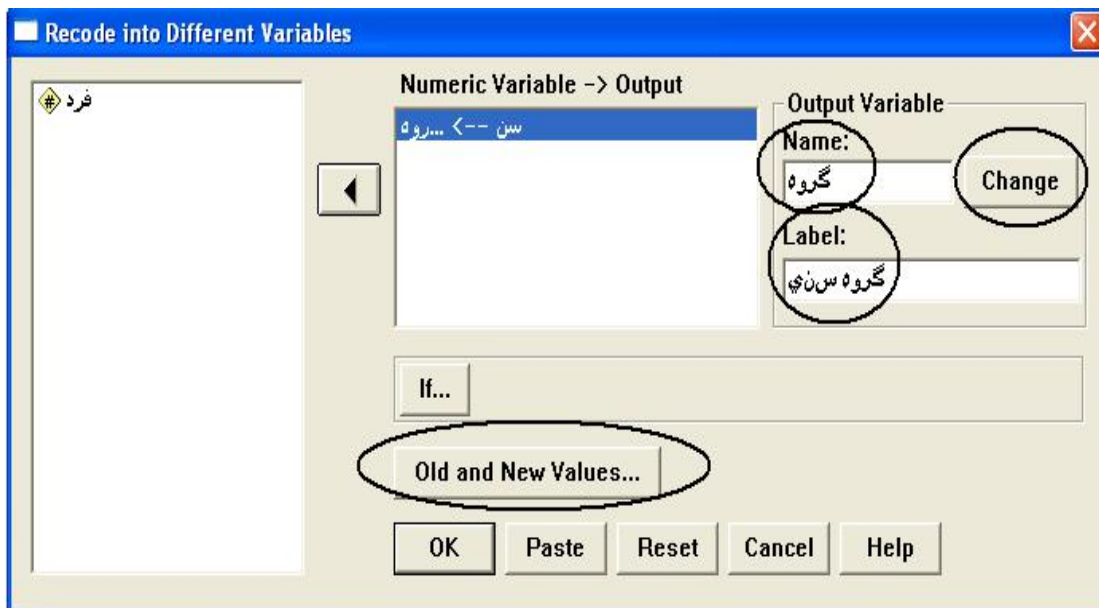 Recode into Different Variables
فرد
Numeric Variable -> Output
سن --> ...روه
Output Variable
Name:
گروه
Change
Label:
گروه سني
If...
Old and New Values...
OK Paste Reset Cancel Help